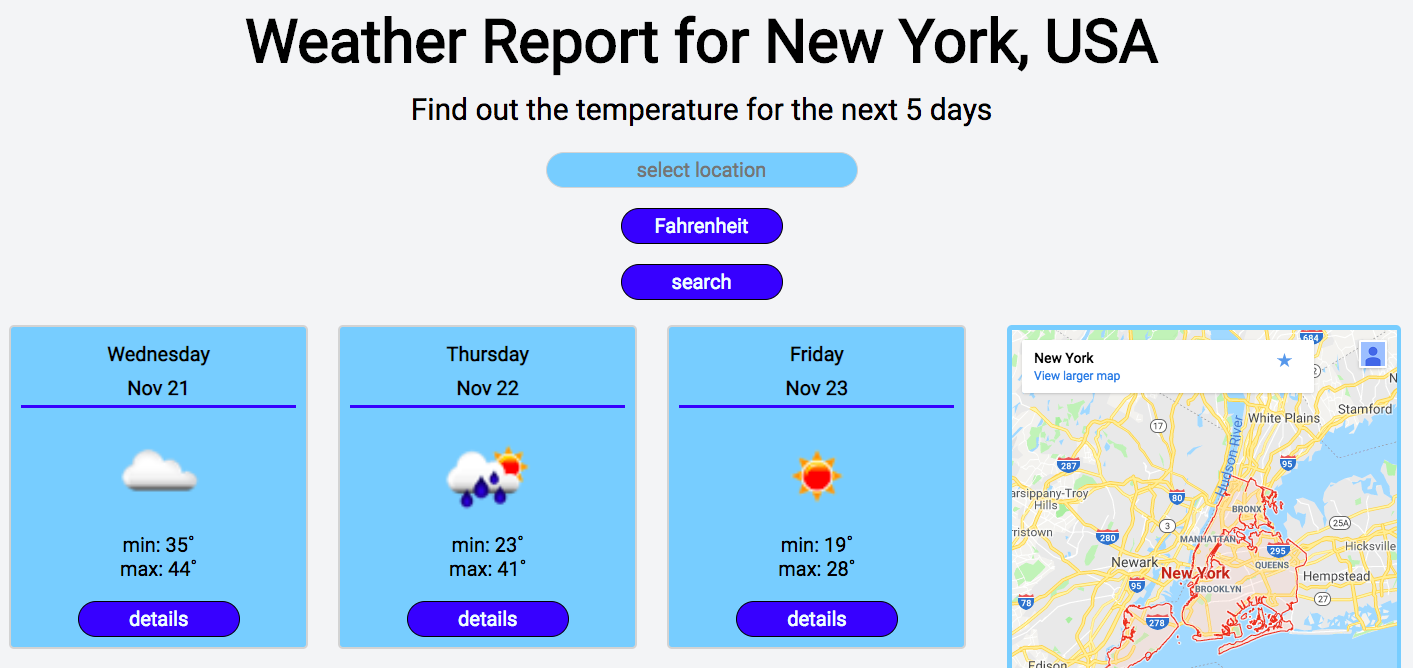 Weather Report for New York, USA
Find out the temperature for the next 5 days
select location
Fahrenheit
search
Wednesday
Nov 21
min: 35˚
max: 44˚
details
Thursday
Nov 22
min: 23˚
max: 41˚
details
Friday
Nov 23
min: 19˚
max: 28˚
details
New York
View larger map
684
Stamford
White Plains
17
Hudson River
287
95
arsippany-Troy
Hills
80
BRONX
3
25A
rristown
280
MANHATTAN
295
Hicksville
QUEENS
Newark
New York
Hempstead
95
BROOKLYN
27
78
278
Edison